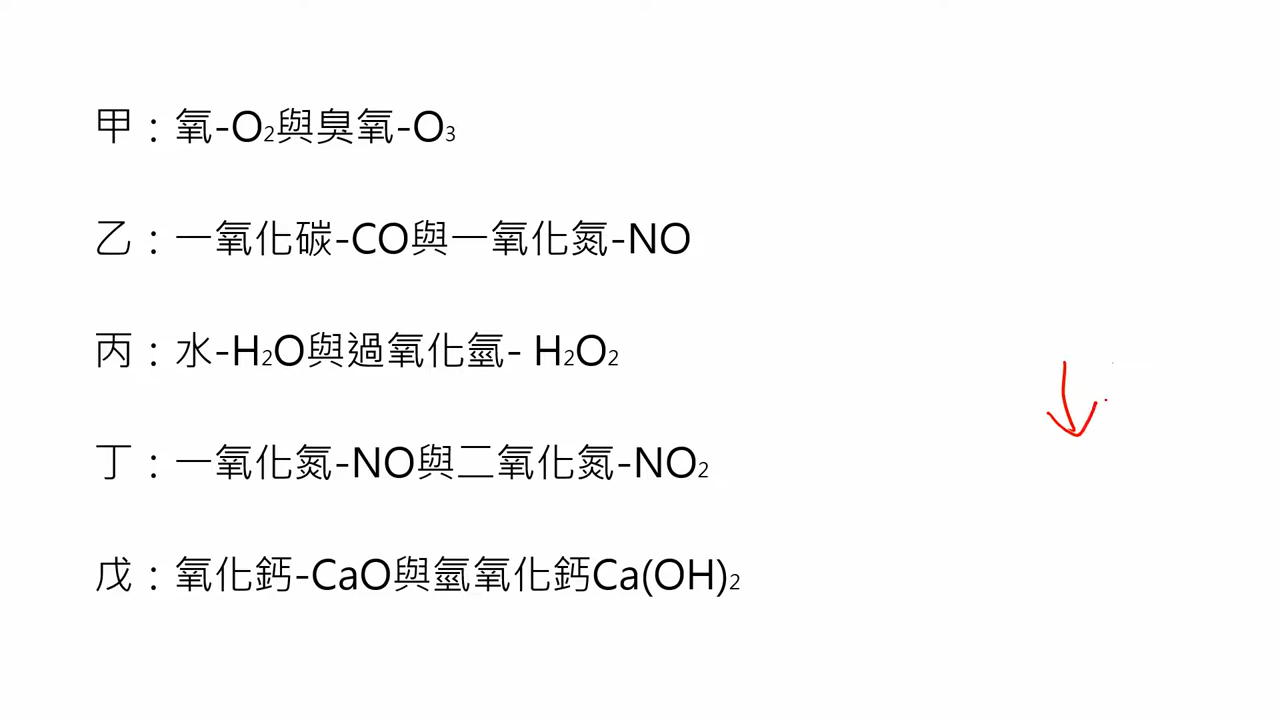 甲：氧-O₂與臭氧-O₃
乙：一氧化碳-CO與一氧化氮-NO
丙：水-H₂O與過氧化氫- H₂O₂
丁：一氧化氮-NO與二氧化氮-NO₂
戊：氧化鈣-CaO與氫氧化鈣Ca(OH)₂